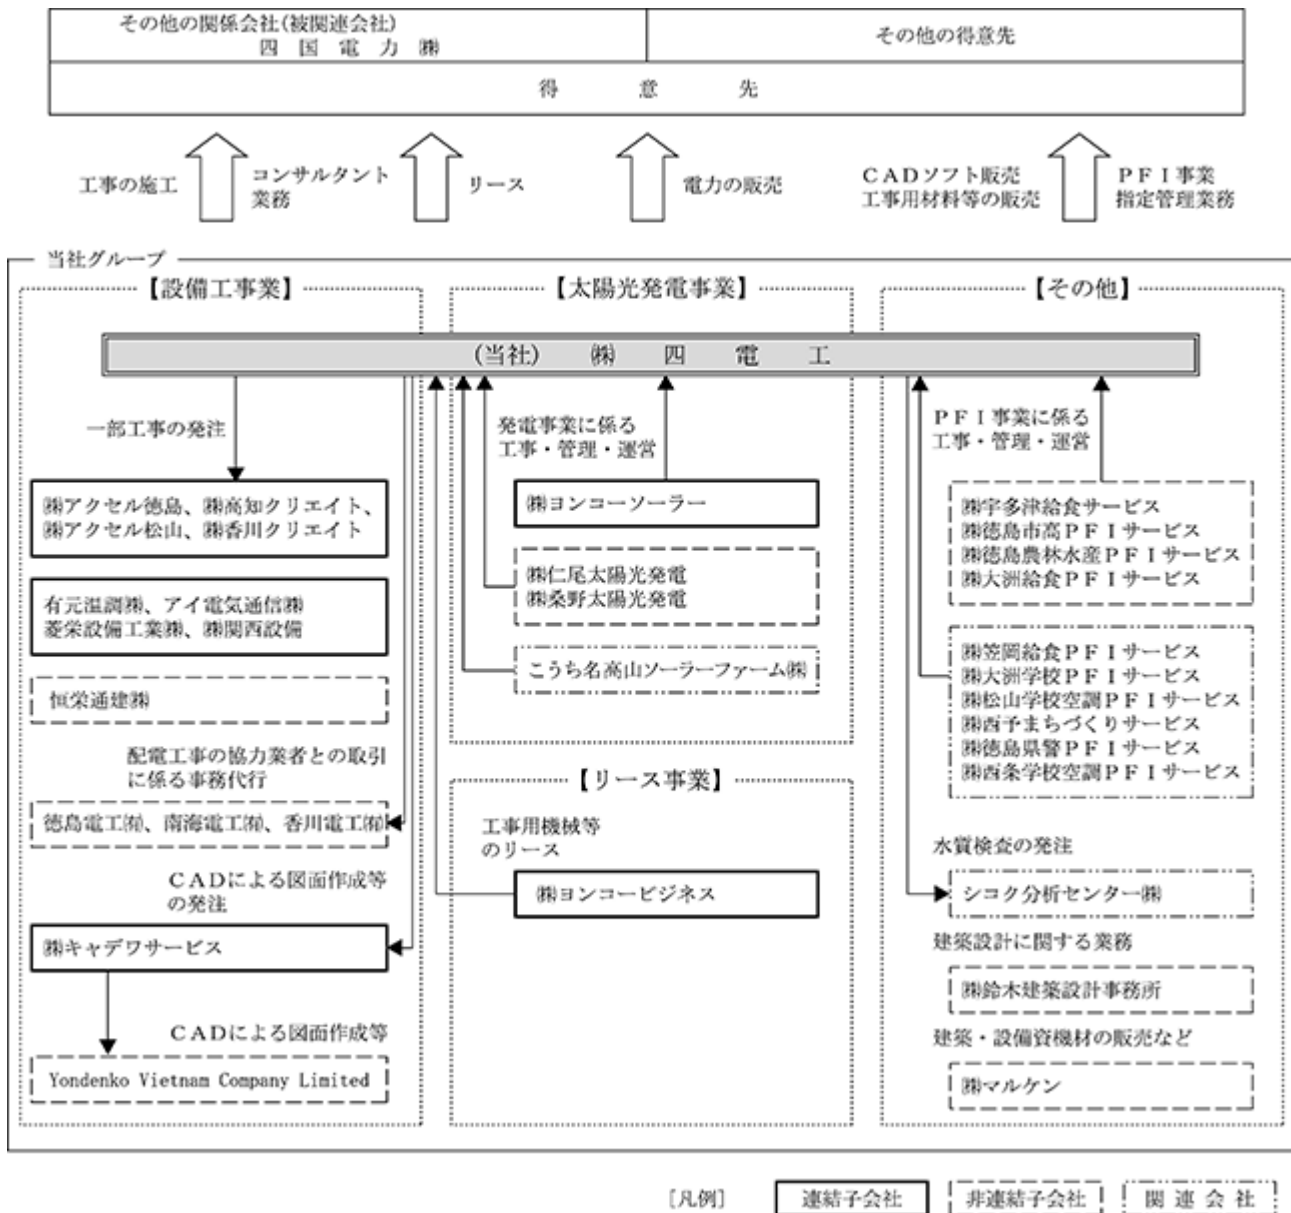 その他の関係会社(被関連会社)
四国電力㈱
その他の得意先
得意先
工事の施工
コンサルタント
業務
リース
電力の販売
ＣＡＤソフト販売
工事用材料等の販売
ＰＦＩ事業
指定管理業務
当社グループ
【設備工事業】
【太陽光発電事業】
【その他】
(当社) ㈱四電工
一部工事の発注
㈱アクセル徳島、㈱高知クリエイト、
㈱アクセル松山、㈱香川クリエイト
有元温調㈱、アイ電気通信㈱
菱栄設備工業㈱、㈱関西設備
恒栄通建㈱
配電工事の協力業者との取引
に係る事務代行
徳島電工㈲、南海電工㈲、香川電工㈲
ＣＡＤによる図面作成等
の発注
㈱キャデワサービス
ＣＡＤによる図面作成等
Yondenko Vietnam Company Limited
発電事業に係る
工事・管理・運営
㈱ヨンコーソーラー
㈱仁尾太陽光発電
㈱桑野太陽光発電
こうち名高山ソーラーファーム㈱
【リース事業】
工事用機械等
のリース
㈱ヨンコービジネス
ＰＦＩ事業に係る
工事・管理・運営
㈱宇多津給食サービス
㈱徳島市高ＰＦＩサービス
㈱徳島農林水産ＰＦＩサービス
㈱大洲給食ＰＦＩサービス
㈱笠岡給食ＰＦＩサービス
㈱大洲学校ＰＦＩサービス
㈱松山学校空調ＰＦＩサービス
㈱西予まちづくりサービス
㈱徳島県警ＰＦＩサービス
㈱西条学校空調ＰＦＩサービス
水質検査の発注
シコク分析センター㈱
建築設計に関する業務
㈱鈴木建築設計事務所
建築・設備資機材の販売など
㈱マルケン
[凡例]
連結子会社
非連結子会社
関連会社